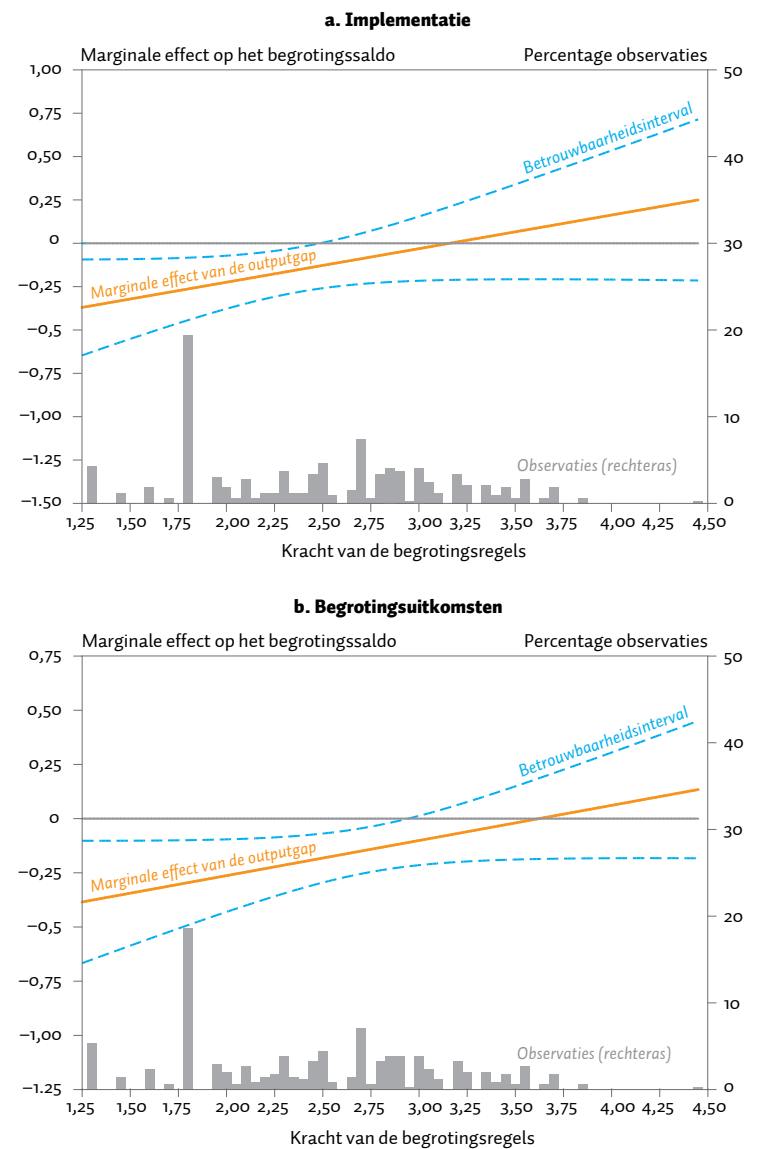 a. Implementatie
Marginale effect op het begrotingssaldo Percentage observaties
1,00 50
0,75
0,50 40
0,25
0 30
−0,25
−0,5 20
−0,75
−1,00 10
−1.25
−1.50 0
Betrouwbaarheidsinterval
Marginale effect van de outputgap
Observaties (rechteras)
1,25 1,50 1,75 2,00 2,25 2,50 2,75 3,00 3,25 3,50 3,75 4,00 4,25 4,50
Kracht van de begrotingsregels
b. Begrotingsuitkomsten
Marginale effect op het begrotingssaldo Percentage observaties
0,75 50
0,50
40
0,25
0 30
−0,25
−0,5 20
−0,75
10
−1,00
−1.25 0
Betrouwbaarheidsinterval
Marginale effect van de outputgap
Observaties (rechteras)
1,25 1,50 1,75 2,00 2,25 2,50 2,75 3,00 3,25 3,50 3,75 4,00 4,25 4,50
Kracht van de begrotingsregels